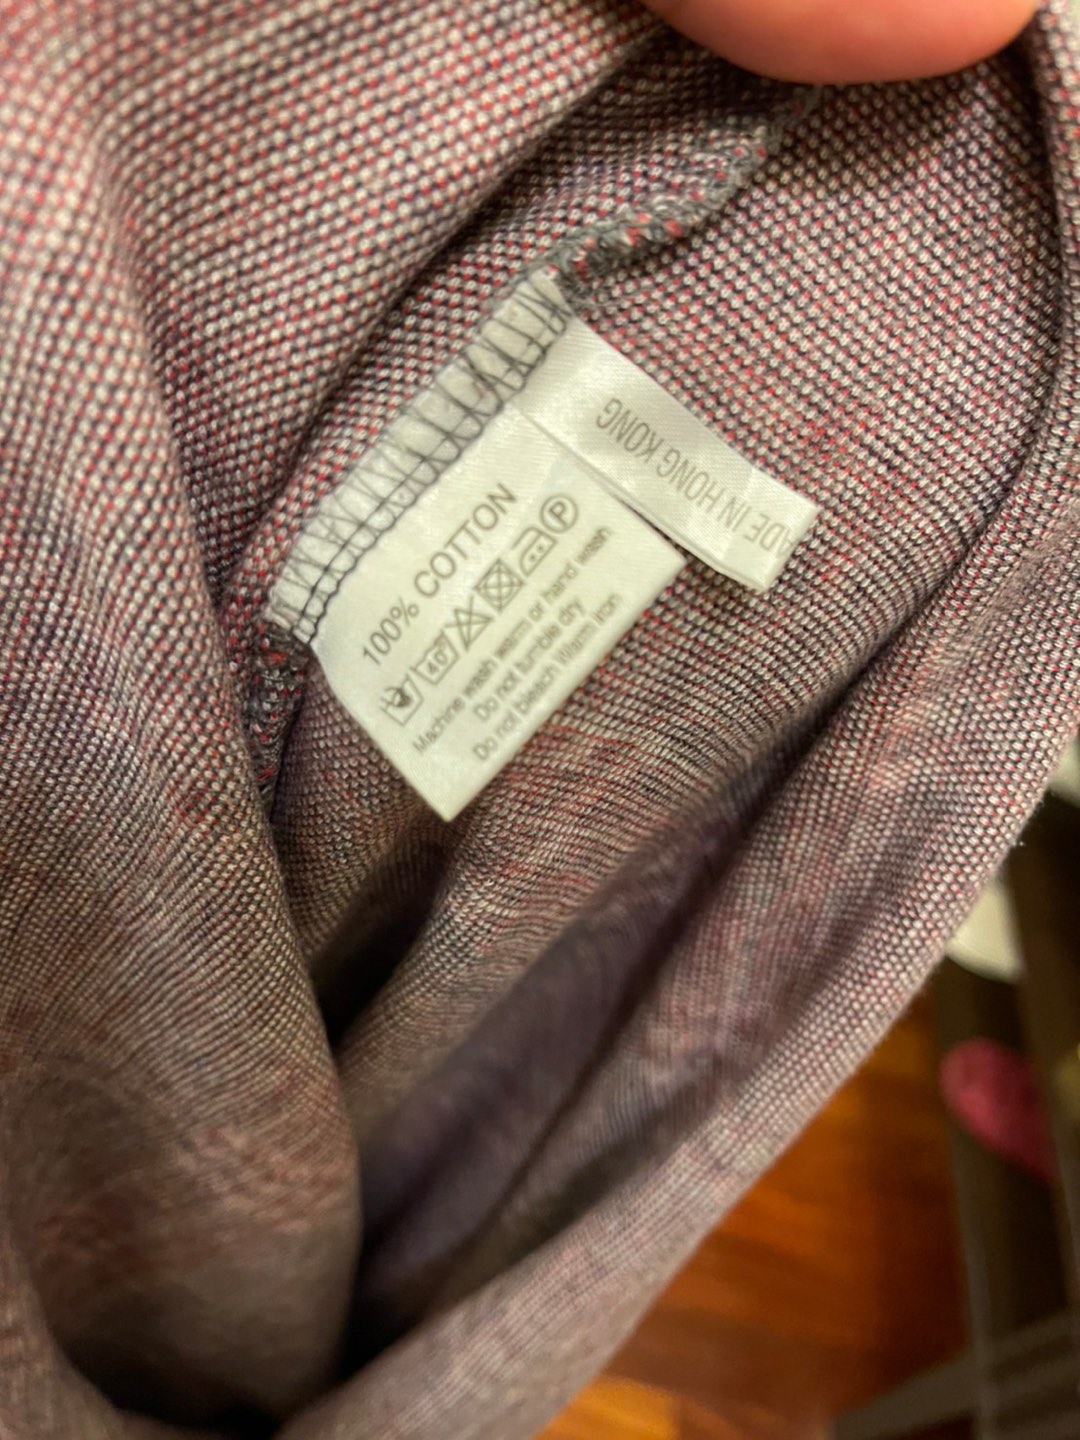 100% COTTON
40° P
Machine wash warm or hand wash
Do not tumble dry
Do not bleach Warm iron
ADE IN HONG KONG